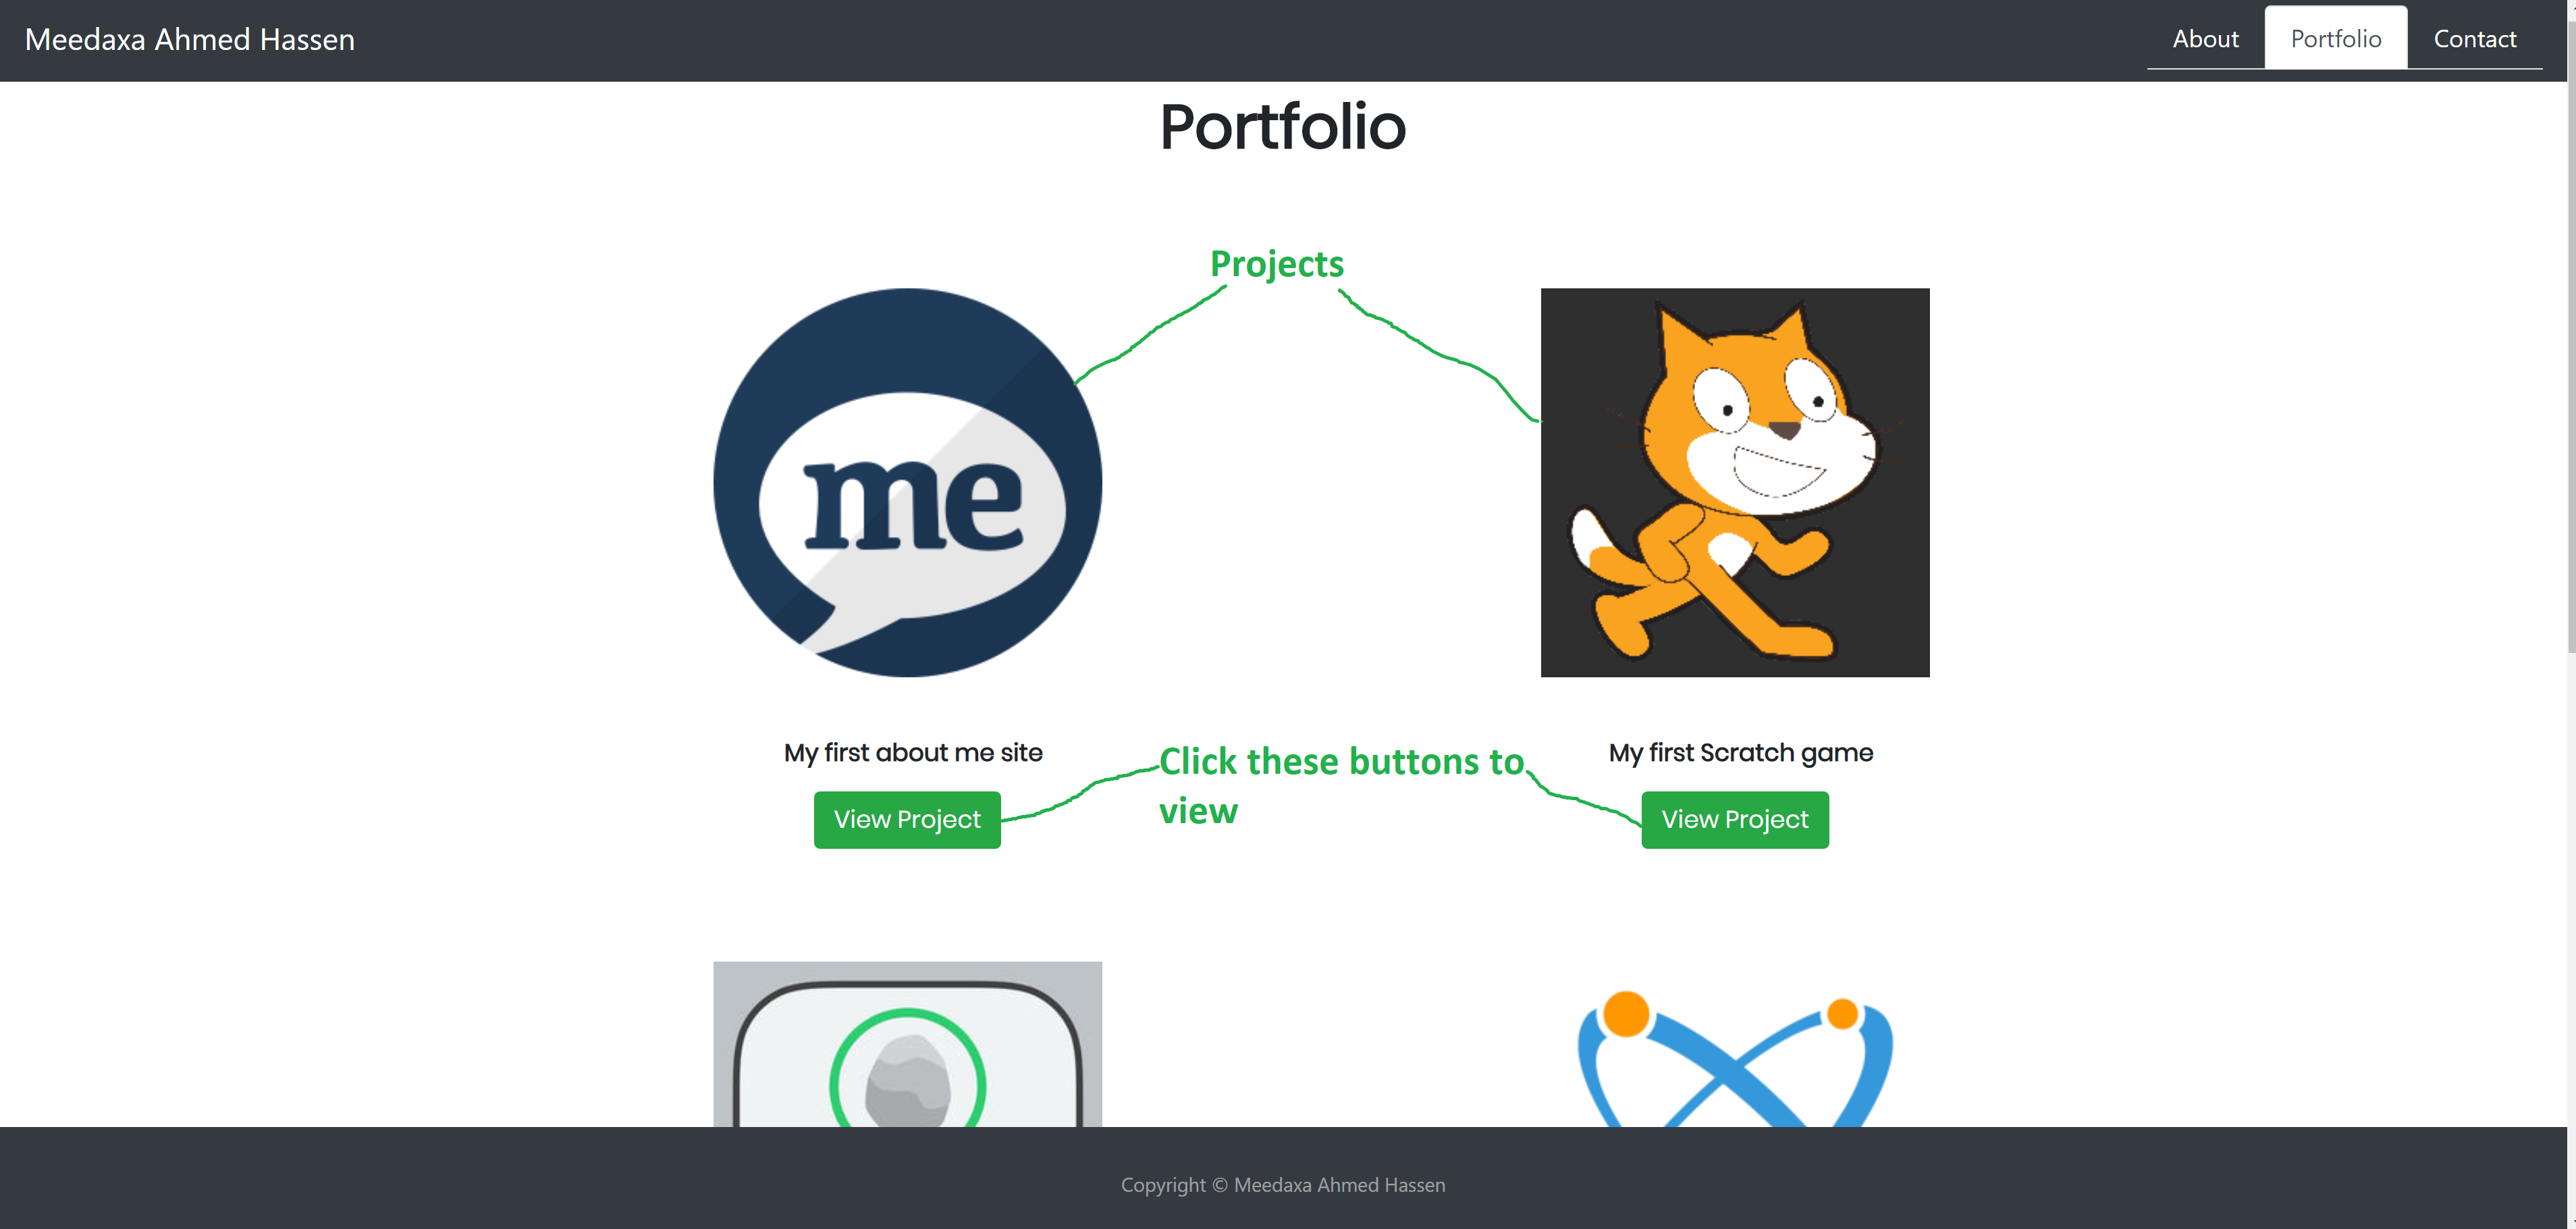 Meedaxa Ahmed Hassen
About
Portfolio
Contact
Portfolio
Projects
me
My first about me site
Click these buttons to
view
My first Scratch game
View Project
View Project
Copyright © Meedaxa Ahmed Hassen